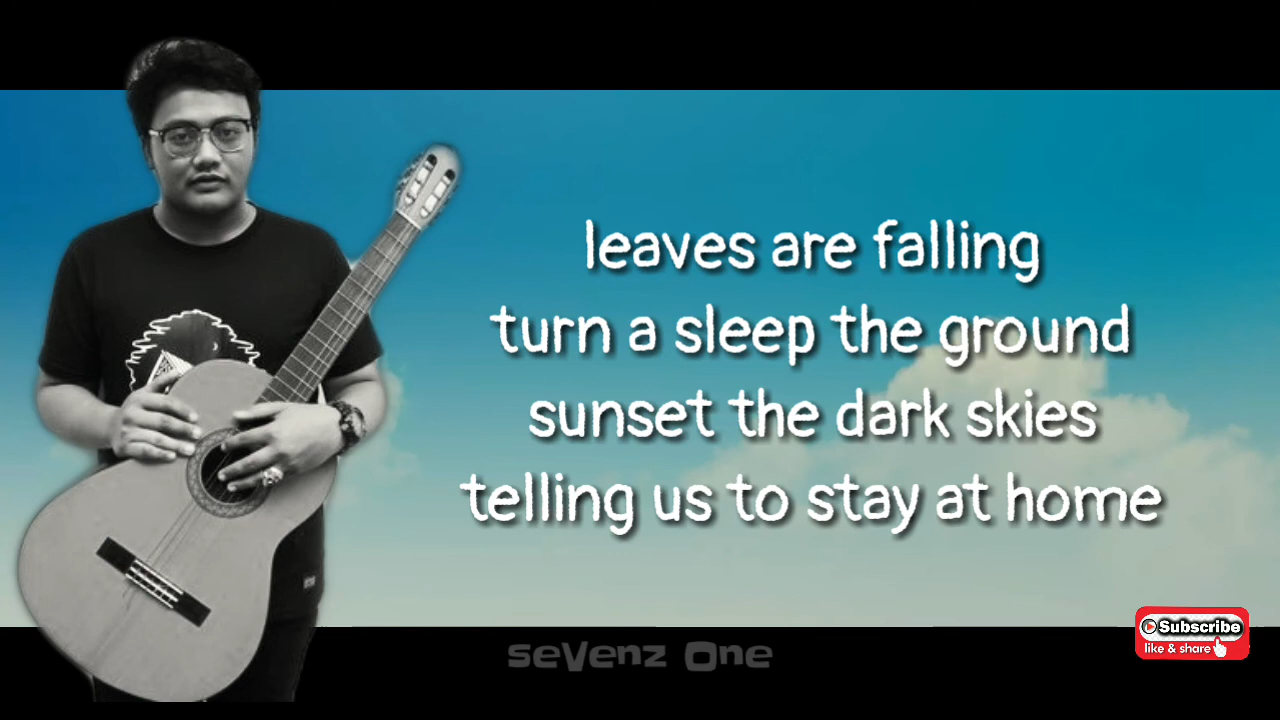 leaves are falling
turn a sleep the ground
sunset the dark skies
telling us to stay at home
Subscribe
like & share
sevenz One